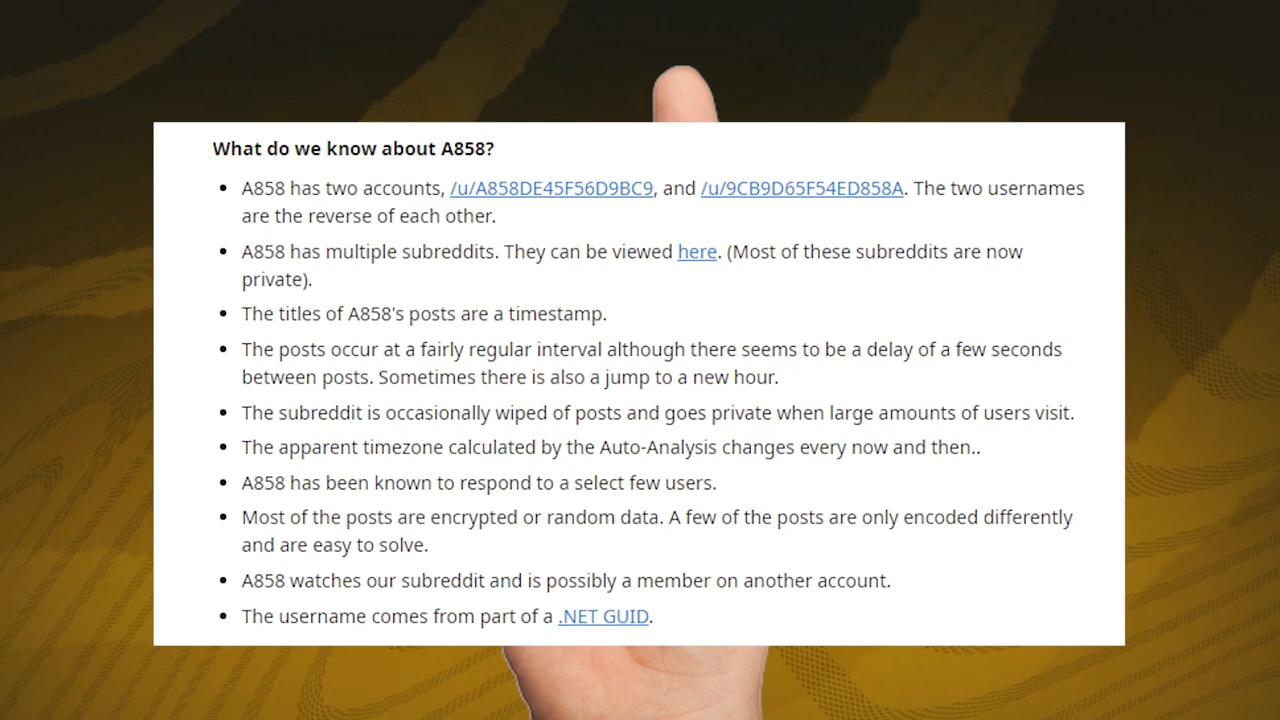 What do we know about A858?
• A858 has two accounts, /u/A858DE45F56D9BC9, and /u/9CB9D65F54ED858A. The two usernames
are the reverse of each other.
• A858 has multiple subreddits. They can be viewed here. (Most of these subreddits are now
private).
• The titles of A858's posts are a timestamp.
• The posts occur at a fairly regular interval although there seems to be a delay of a few seconds
between posts. Sometimes there is also a jump to a new hour.
• The subreddit is occasionally wiped of posts and goes private when large amounts of users visit.
• The apparent timezone calculated by the Auto-Analysis changes every now and then..
• A858 has been known to respond to a select few users.
• Most of the posts are encrypted or random data. A few of the posts are only encoded differently
and are easy to solve.
• A858 watches our subreddit and is possibly a member on another account.
• The username comes from part of a .NET GUID.